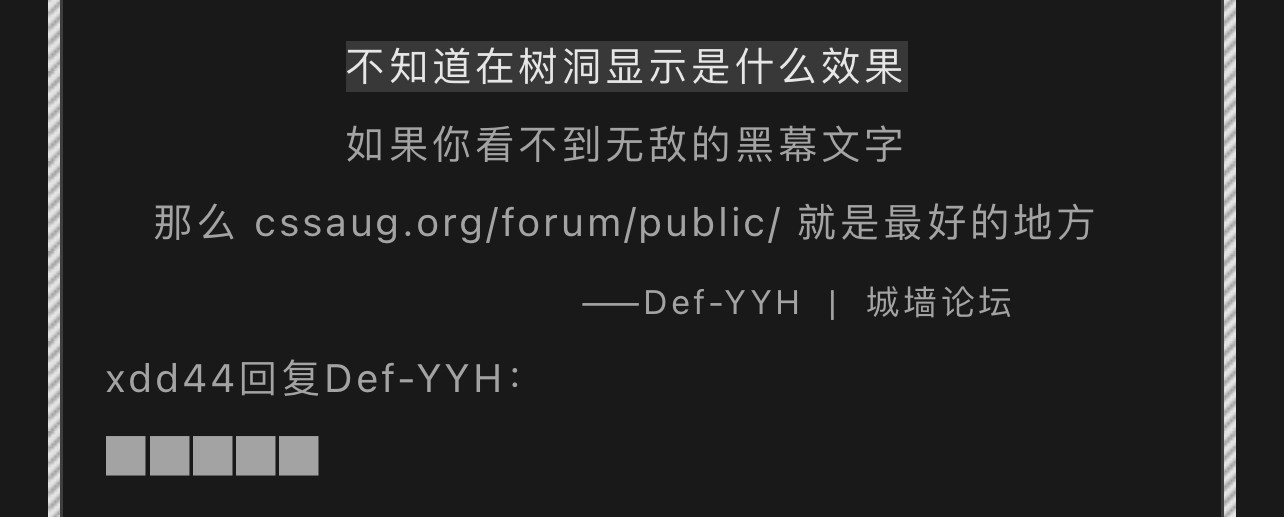 不知道在树洞显示是什么效果
如果你看不到无敌的黑幕文字
那么 cssaug.org/forum/public/ 就是最好的地方
——Def-YYH | 城墙论坛
xdd44回复Def-YYH：
■■■■■